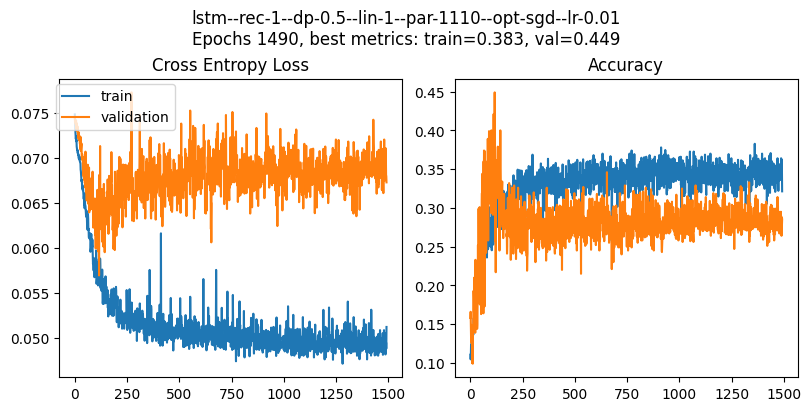 lstm--rec-1--dp-0.5--lin-1--par-1110--opt-sgd--lr-0.01
Epochs 1490, best metrics: train=0.383, val=0.449
Cross Entropy Loss
train
validation
0.075
0.070
0.065
0.060
0.055
0.050
0 250 500 750 1000 1250 1500
Accuracy
0.45
0.40
0.35
0.30
0.25
0.20
0.15
0.10
0 250 500 750 1000 1250 1500